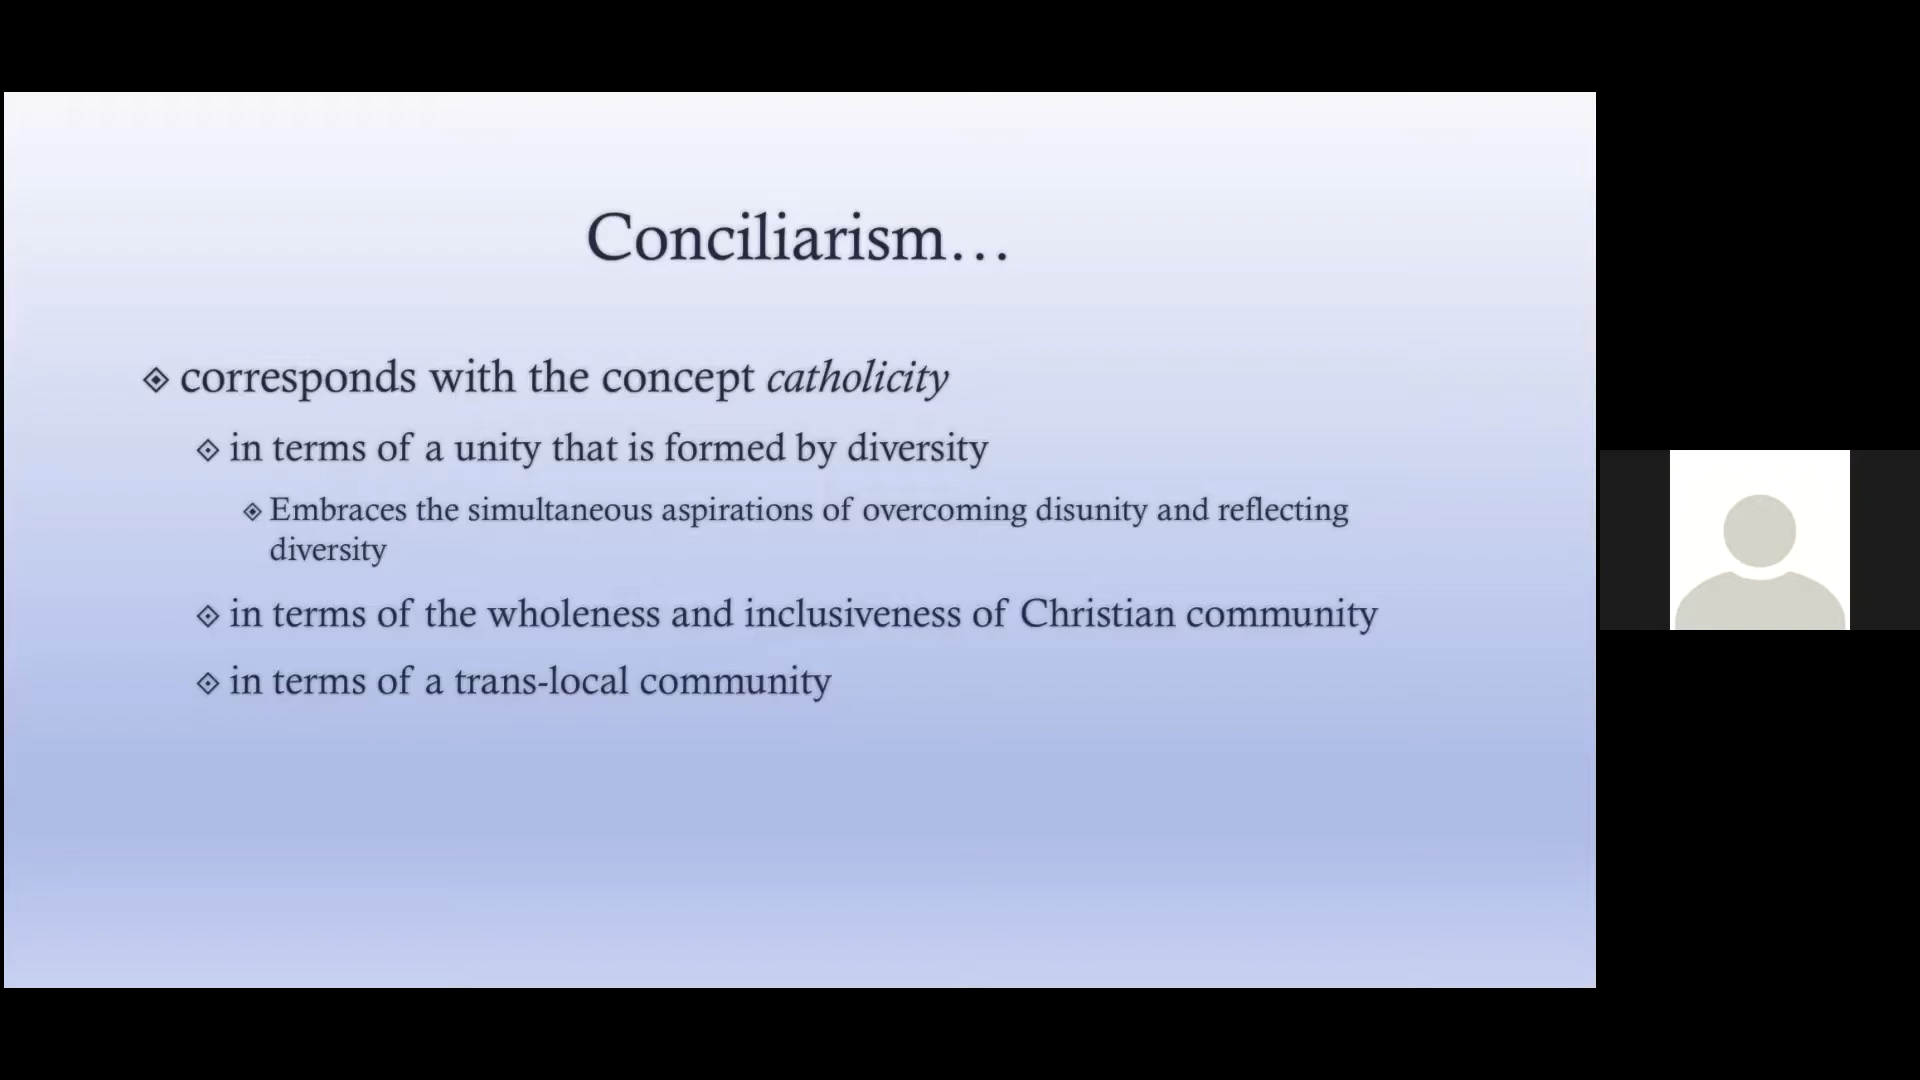 Conciliarism…
corresponds with the concept catholicity
in terms of a unity that is formed by diversity
Embraces the simultaneous aspirations of overcoming disunity and reflecting
diversity
in terms of the wholeness and inclusiveness of Christian community
in terms of a trans-local community